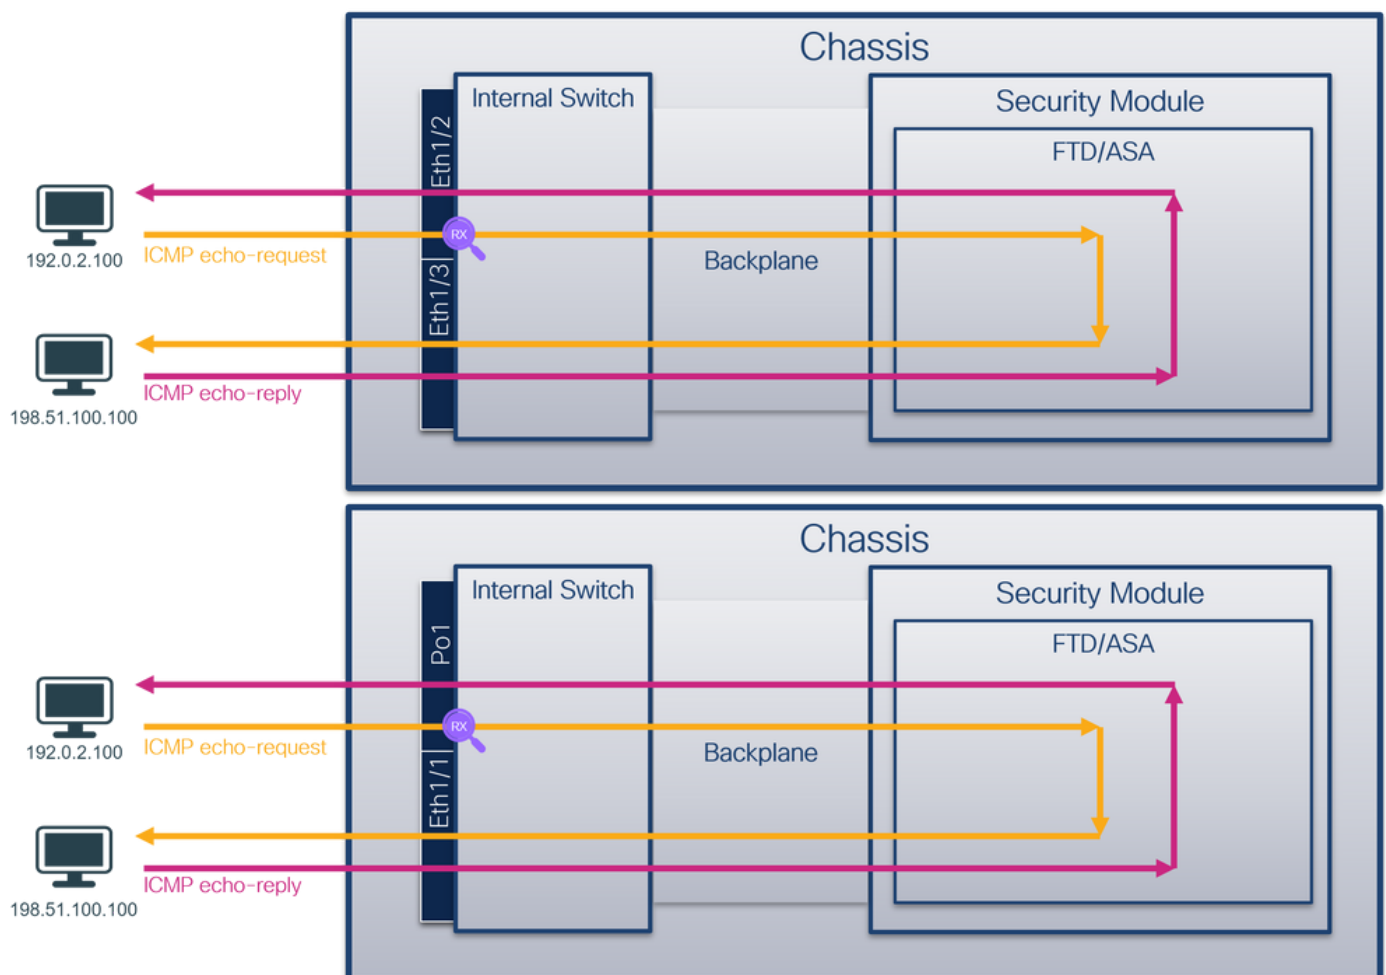 Chassis
Internal Switch
Security Module
Eth1/2
FTD/ASA
RX
192.0.2.100
ICMP echo-request
Backplane
Eth1/3
198.51.100.100
ICMP echo-reply
Chassis
Internal Switch
Security Module
Po1
FTD/ASA
RX
192.0.2.100
ICMP echo-request
Backplane
Eth1/1
198.51.100.100
ICMP echo-reply